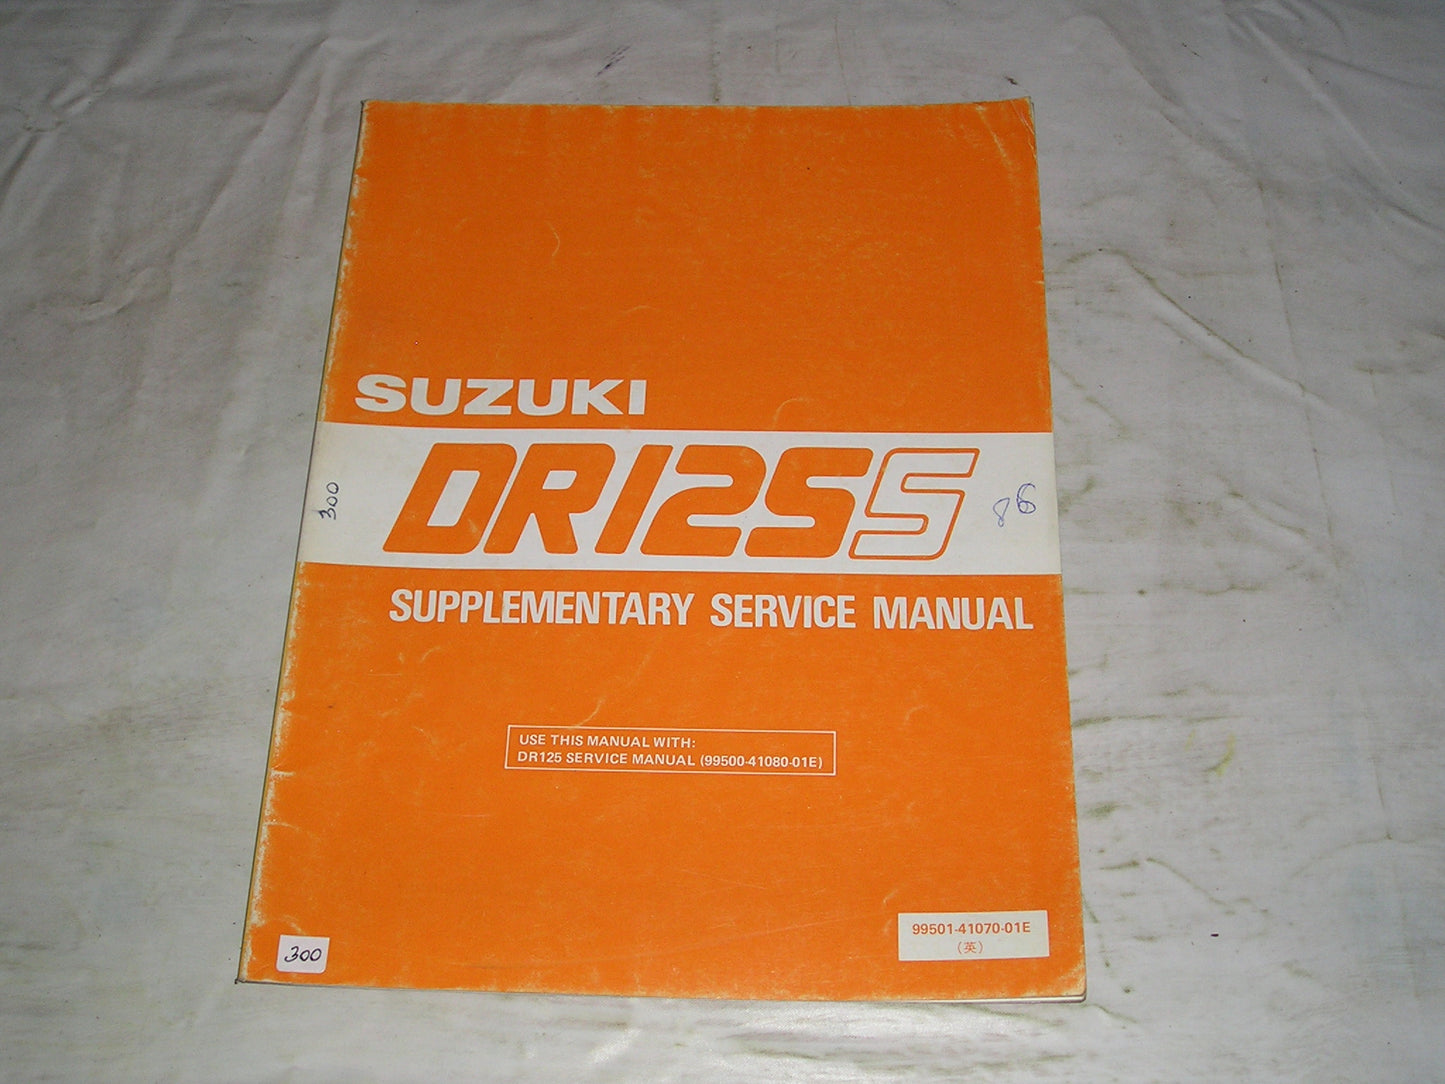 SUZUKI
DR125S
300
86
SUPPLEMENTARY SERVICE MANUAL
USE THIS MANUAL WITH:
DR125 SERVICE MANUAL (99500-41080-01E)
99501-41070-01E
(英)
300